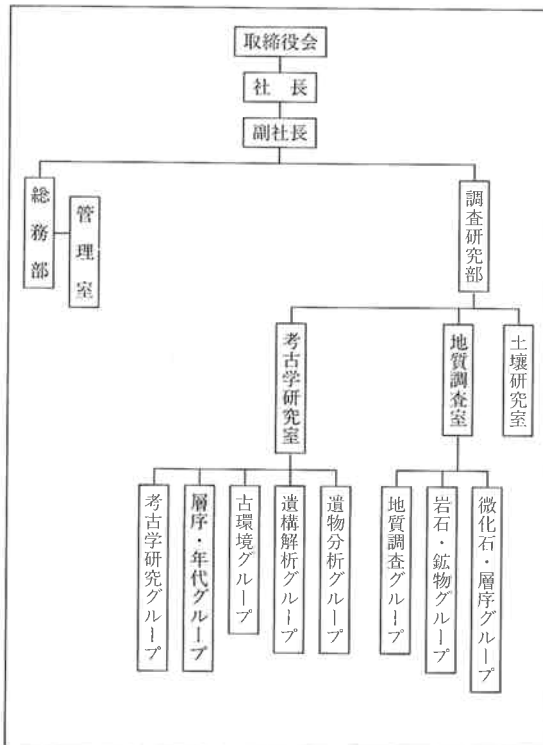 取締役会
社長
副社長
総務部
管理室
調査研究部
考古学研究室
地質調査室
土壌研究室
考古学研究グループ
層序・年代グループ
古環境グループ
遺構解析グループ
遺物分析グループ
地質調査グループ
岩石・鉱物グループ
微化石・層序グループ